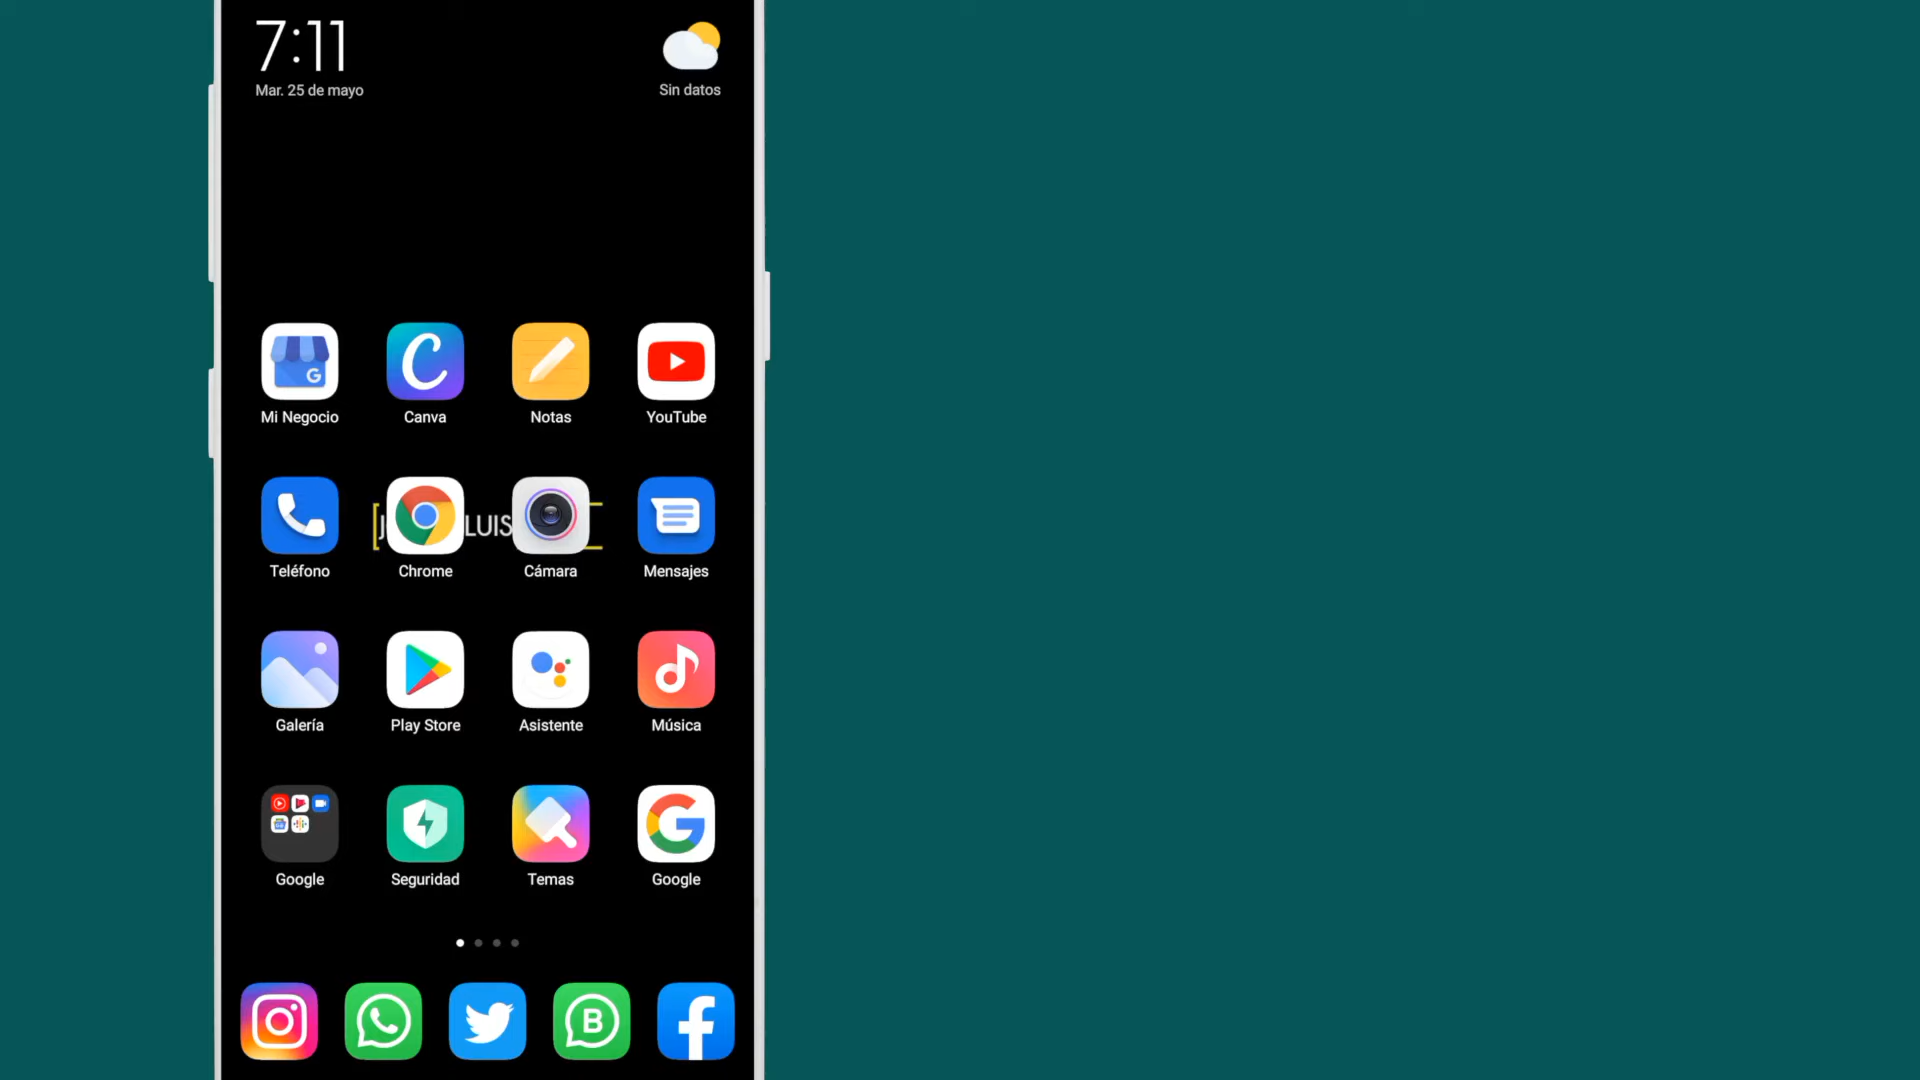 7:11
Mar. 25 de mayo
Sin datos
Mi Negocio
Canva
Notas
YouTube
LUIS
Teléfono
Chrome
Cámara
Mensajes
Galería
Play Store
Asistente
Música
Google
Seguridad
Temas
Google